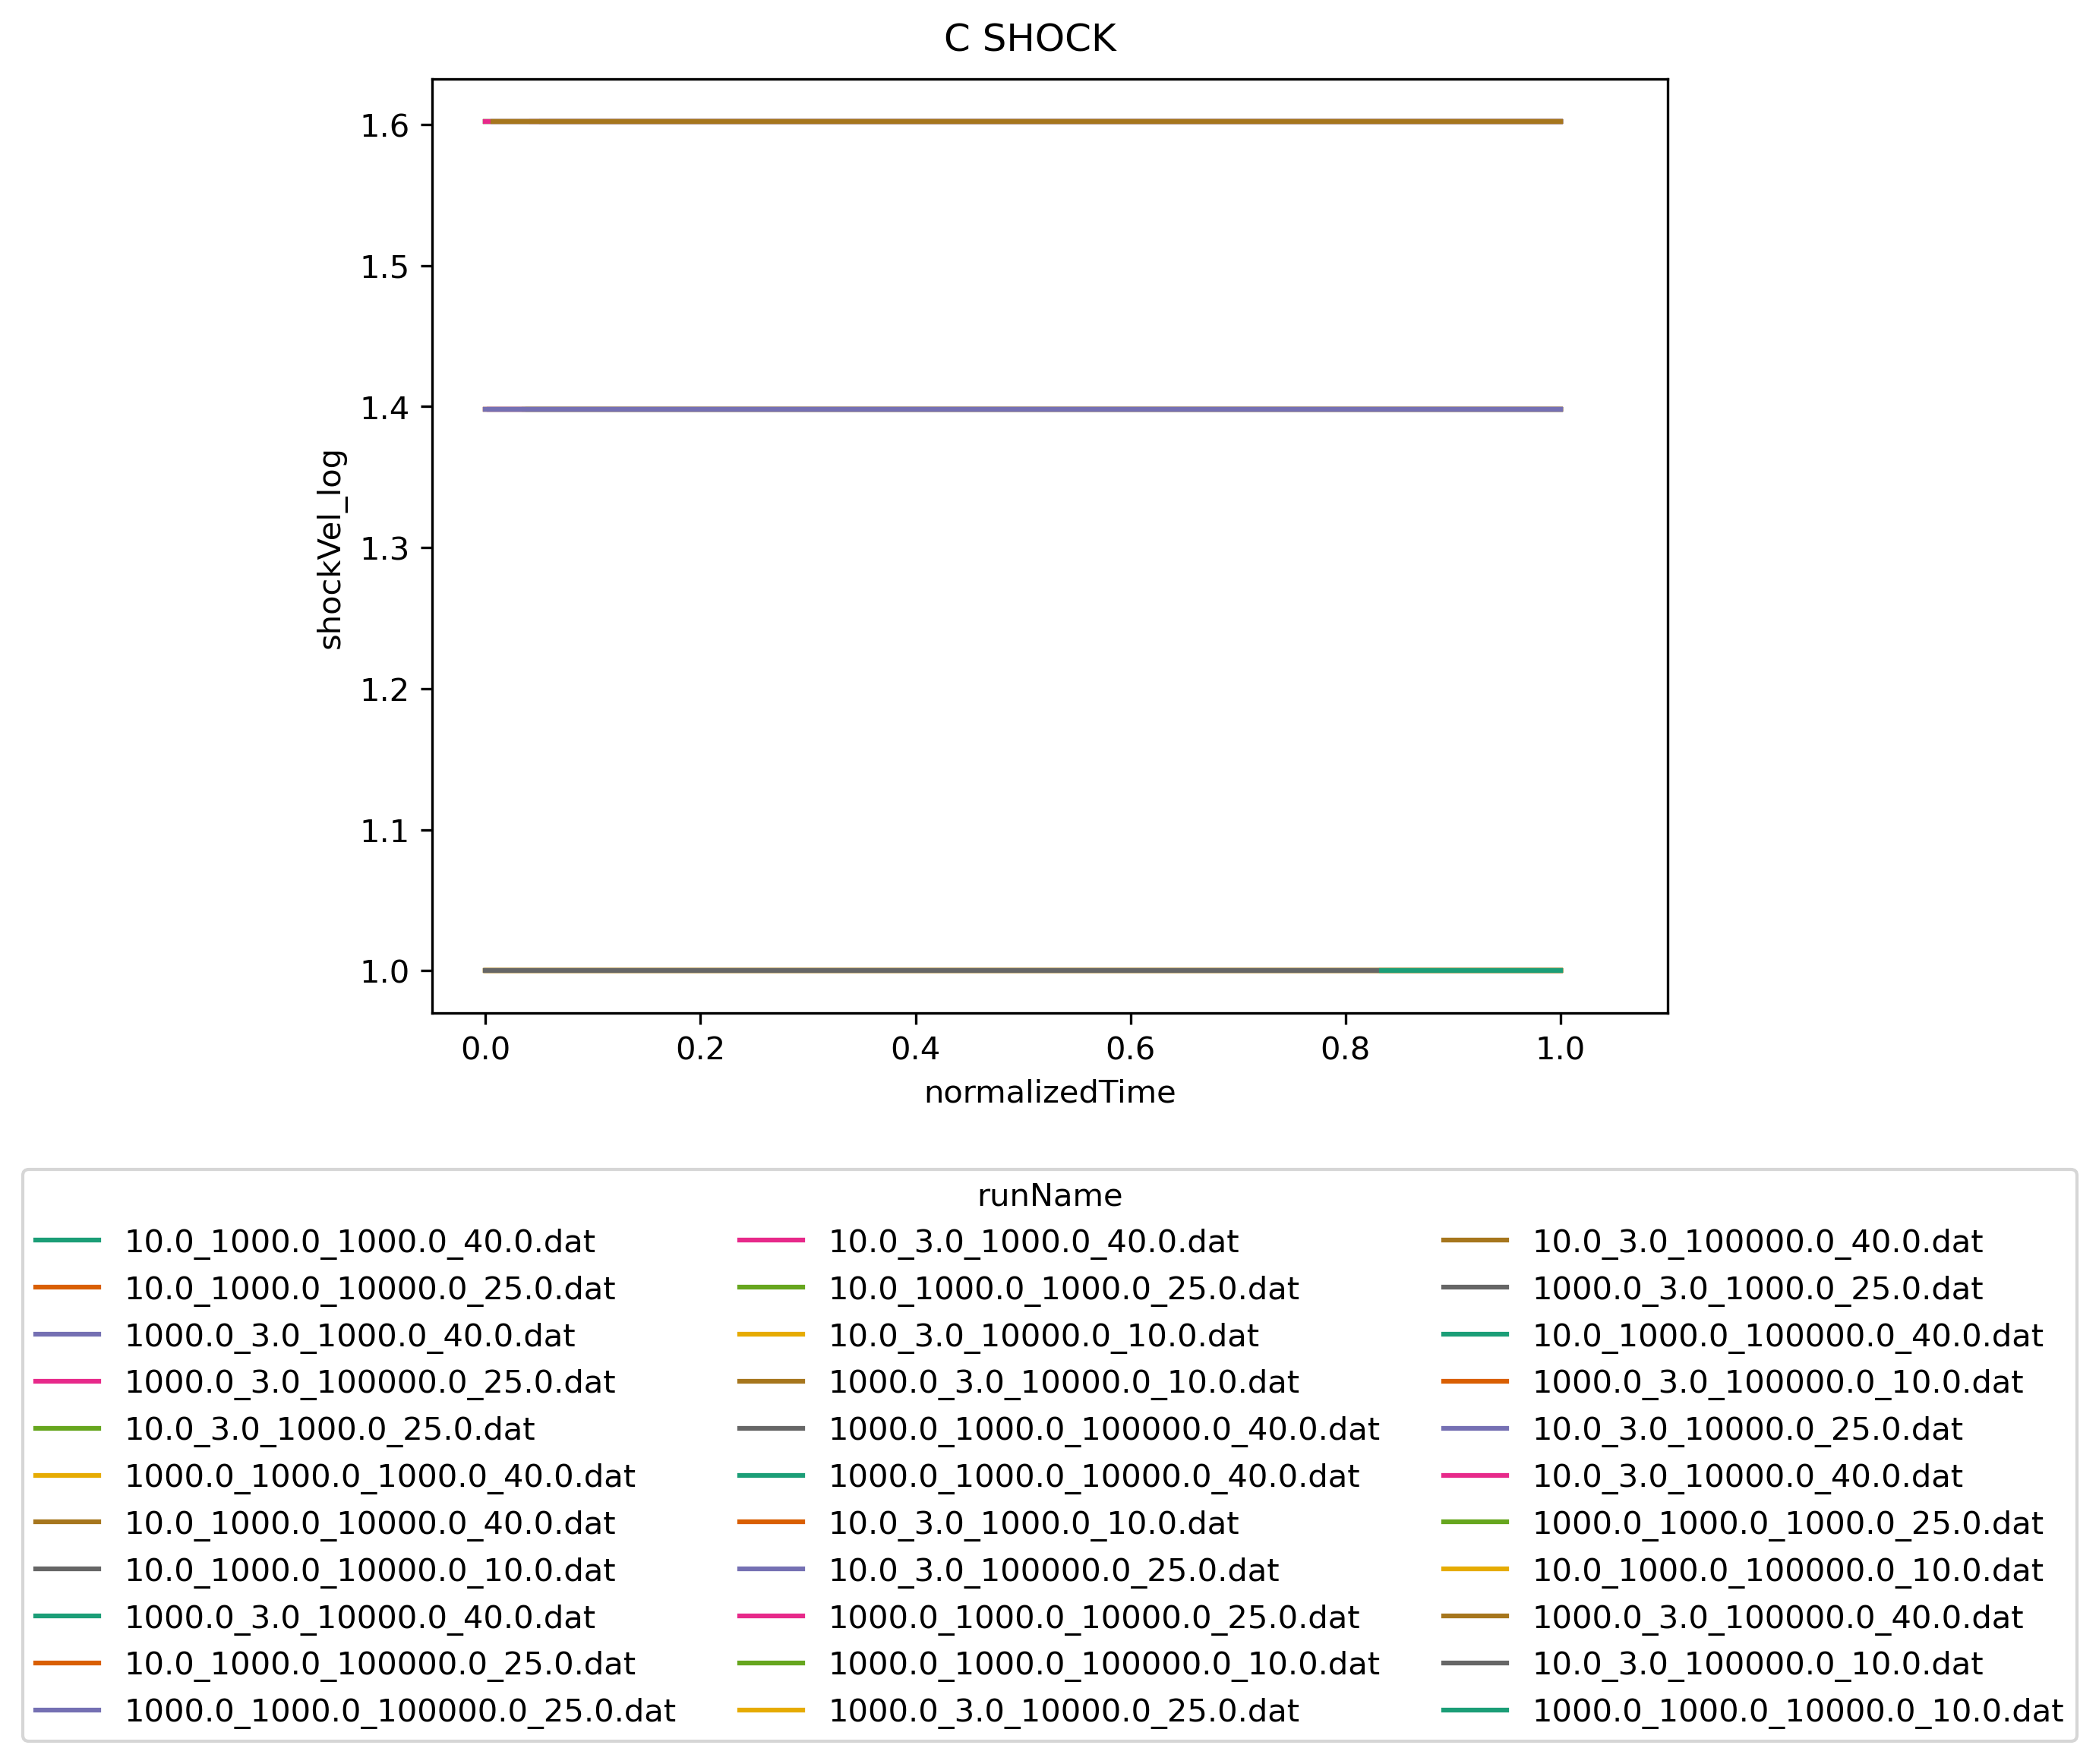 C SHOCK
1.6
1.5
1.4
1.3
1.2
1.1
1.0
shockVel_log
0.0 0.2 0.4 0.6 0.8 1.0
normalizedTime
runName
10.0_1000.0_1000.0_40.0.dat
10.0_1000.0_10000.0_25.0.dat
1000.0_3.0_1000.0_40.0.dat
1000.0_3.0_100000.0_25.0.dat
10.0_3.0_1000.0_25.0.dat
1000.0_1000.0_1000.0_40.0.dat
10.0_1000.0_10000.0_40.0.dat
10.0_1000.0_10000.0_10.0.dat
1000.0_3.0_10000.0_40.0.dat
10.0_1000.0_100000.0_25.0.dat
1000.0_1000.0_100000.0_25.0.dat
10.0_3.0_1000.0_40.0.dat
10.0_1000.0_1000.0_25.0.dat
10.0_3.0_10000.0_10.0.dat
1000.0_3.0_10000.0_10.0.dat
1000.0_1000.0_100000.0_40.0.dat
1000.0_1000.0_10000.0_40.0.dat
10.0_3.0_1000.0_10.0.dat
10.0_3.0_100000.0_25.0.dat
1000.0_1000.0_10000.0_25.0.dat
1000.0_1000.0_100000.0_10.0.dat
1000.0_3.0_10000.0_25.0.dat
10.0_3.0_100000.0_40.0.dat
1000.0_3.0_1000.0_25.0.dat
10.0_1000.0_100000.0_40.0.dat
1000.0_3.0_100000.0_10.0.dat
10.0_3.0_10000.0_25.0.dat
10.0_3.0_10000.0_40.0.dat
1000.0_1000.0_1000.0_25.0.dat
10.0_1000.0_100000.0_10.0.dat
1000.0_3.0_100000.0_40.0.dat
10.0_3.0_100000.0_10.0.dat
1000.0_1000.0_10000.0_10.0.dat